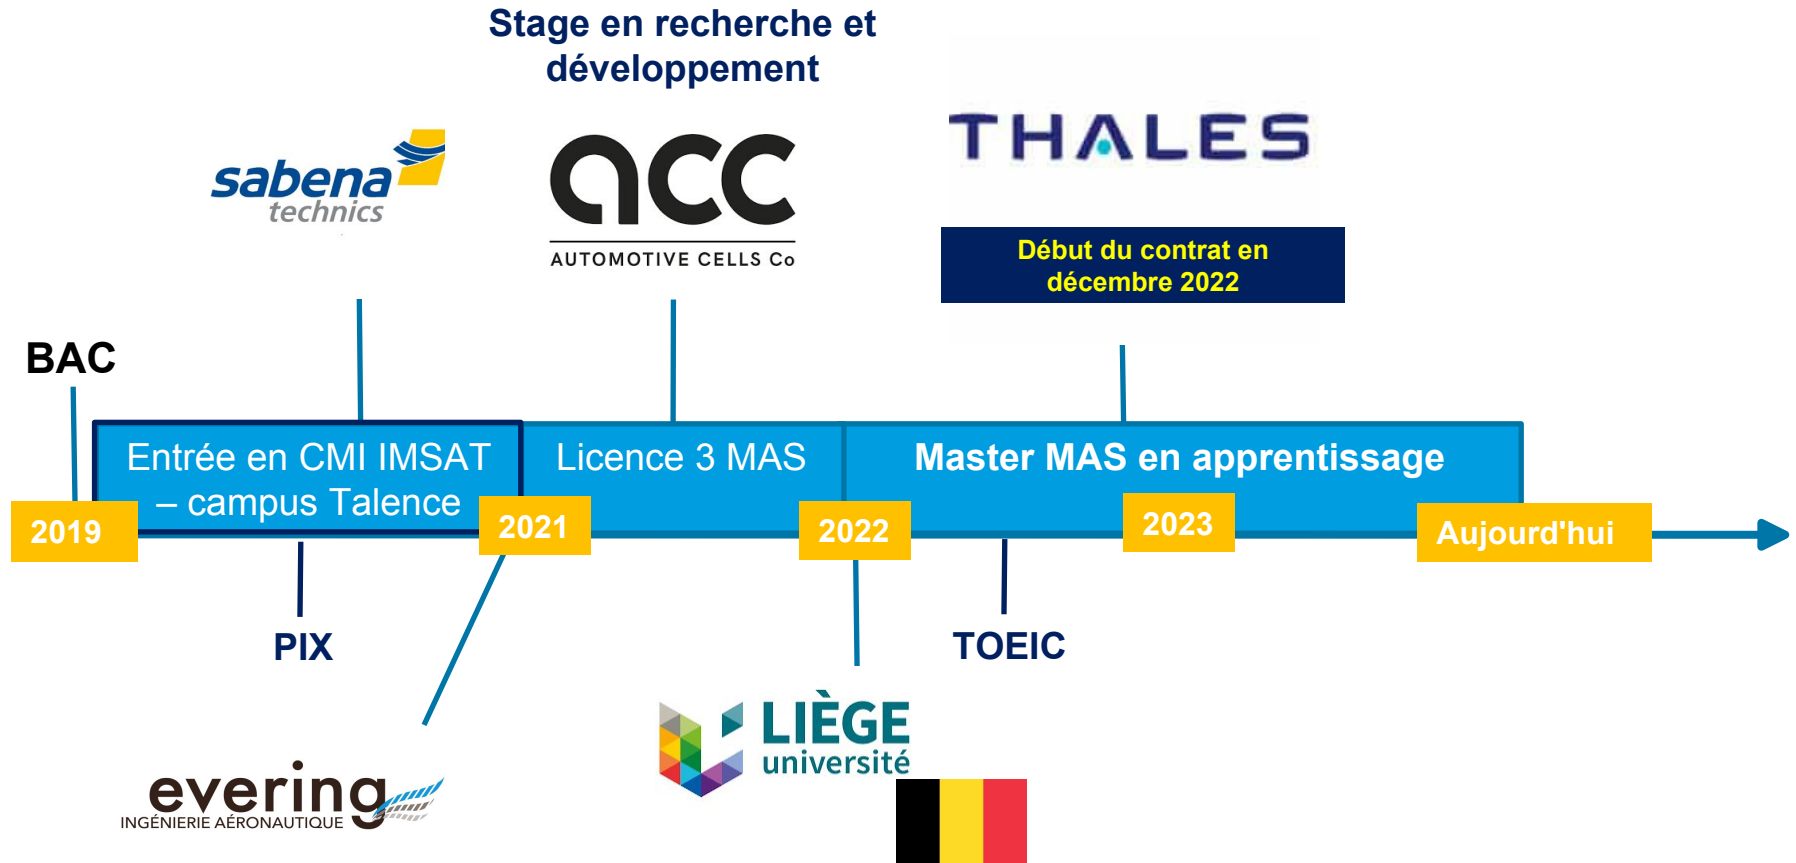 Stage en recherche et
développement
sabena
technics
acc
AUTOMOTIVE CELLS Co
THALES
Début du contrat en
décembre 2022
BAC
Entrée en CMI IMSAT
– campus Talence
Licence 3 MAS
Master MAS en apprentissage
2019
2021
2022
2023
Aujourd'hui
PIX
TOEIC
evering
INGÉNIERIE AÉRONAUTIQUE
LIÈGE
université